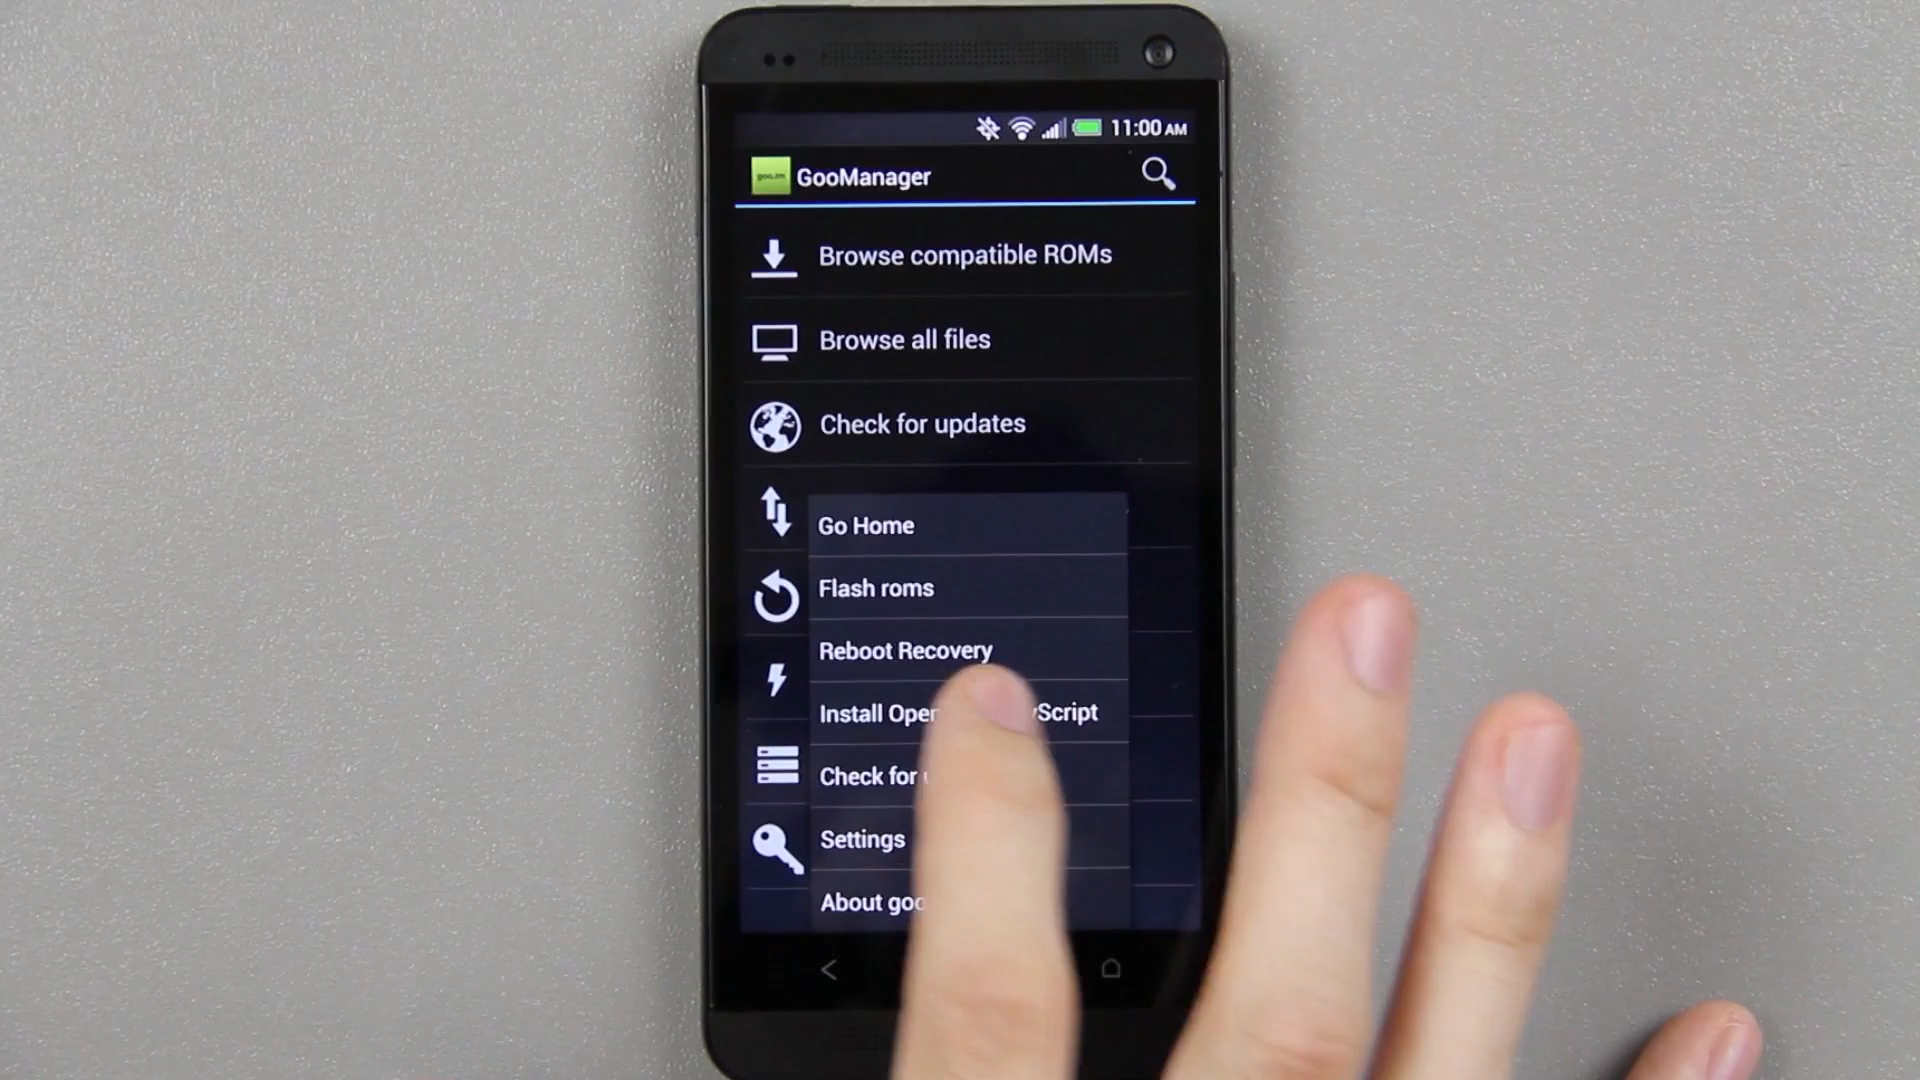 11:00 AM
goo.im
GooManager
Browse compatible ROMs
Browse all files
Check for updates
Go Home
Flash roms
Reboot Recovery
Install Script
Check for
Settings
About